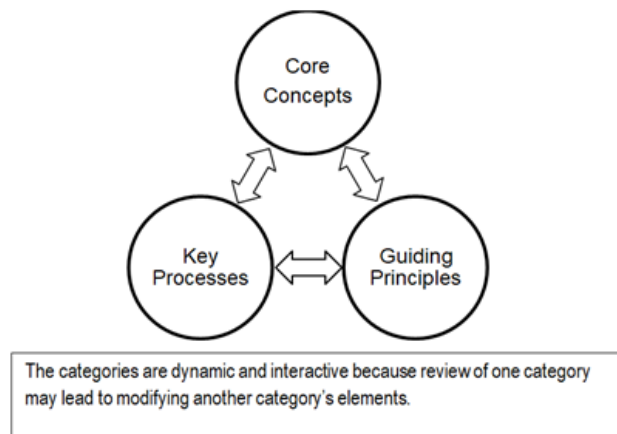 Core
Concepts
Key
Processes
Guiding
Principles
The categories are dynamic and interactive because review of one category
may lead to modifying another category's elements.